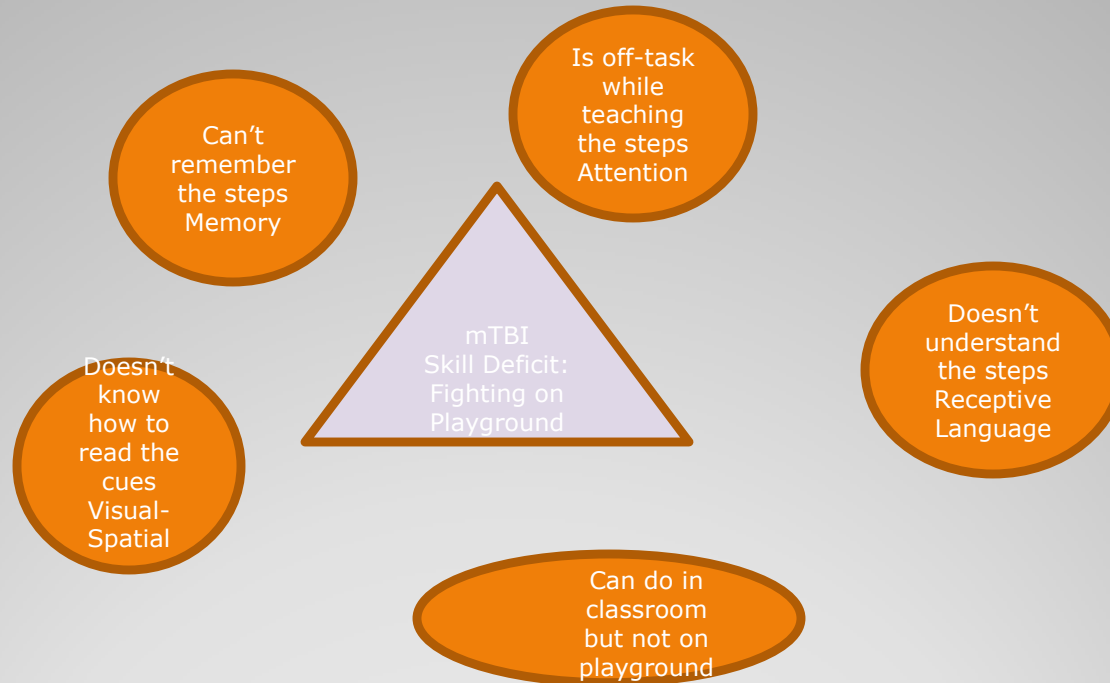 Is off-task
while
teaching
the steps
Attention
Can't
remember
the steps
Memory
mTBI
Skill Deficit:
Fighting on
Playground
Doesn't
understand
the steps
Receptive
Language
Doesn't
know
how to
read the
cues
Visual-
Spatial
Can do in
classroom
but not on
playground